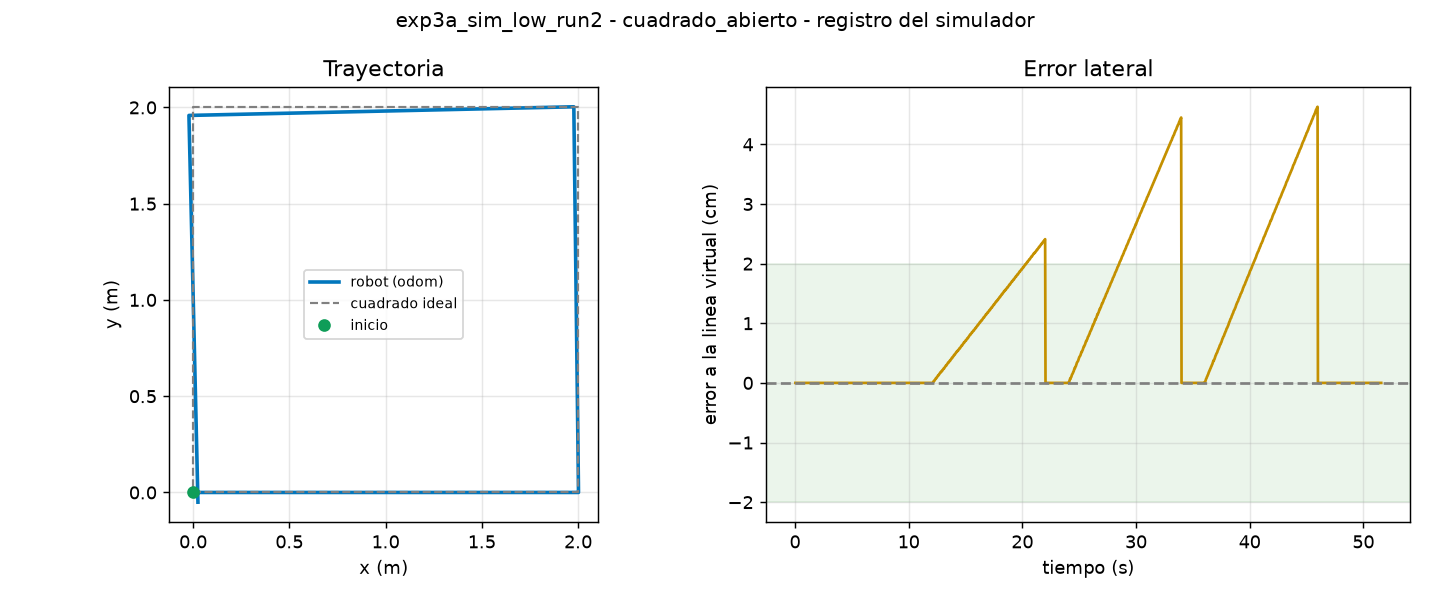 exp3a_sim_low_run2 - cuadrado_abierto - registro del simulador
Trayectoria
2.0
1.5
1.0
0.5
0.0
y (m)
robot (odom)
cuadrado ideal
inicio
0.0 0.5 1.0 1.5 2.0
x (m)
Error lateral
4
3
2
1
0
−1
−2
error a la linea virtual (cm)
0 10 20 30 40 50
tiempo (s)